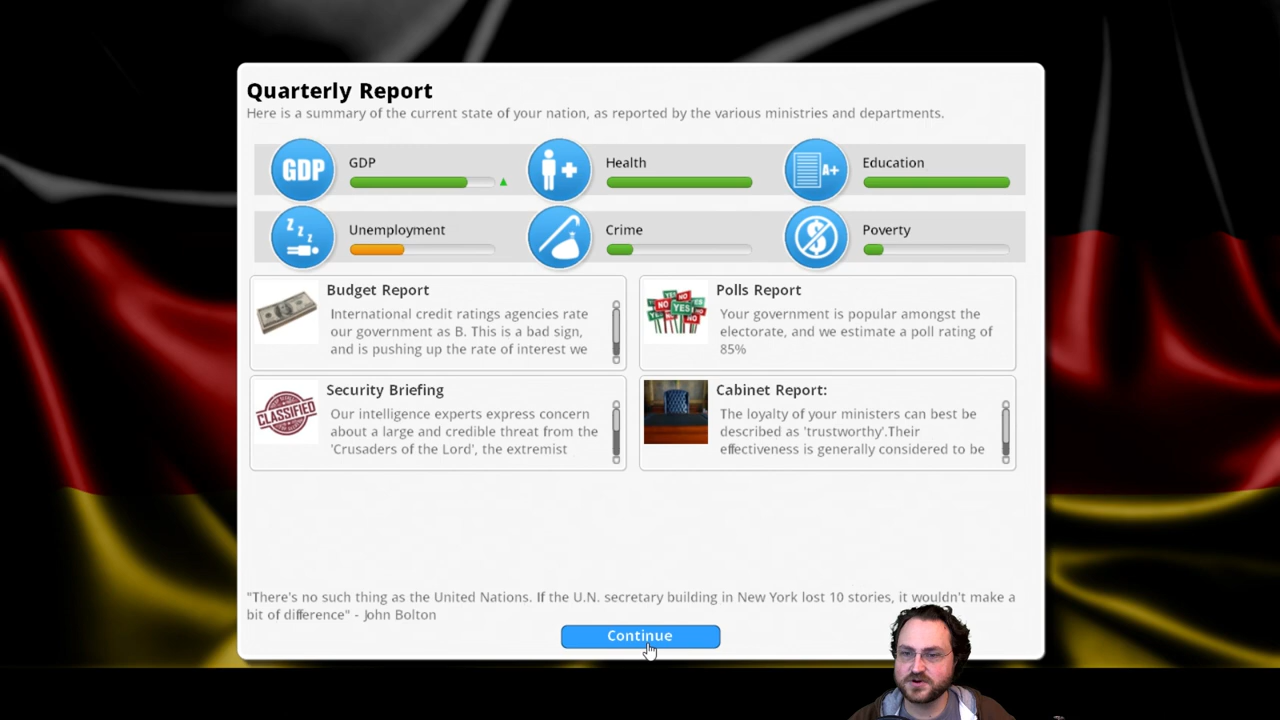 Quarterly Report
Here is a summary of the current state of your nation, as reported by the various ministries and departments.
GDP
GDP
Health
A+
Education
Z Z Z
Unemployment
Crime
$
Poverty
Budget Report
International credit ratings agencies rate
our government as B. This is a bad sign,
and is pushing up the rate of interest we
YES NO YES NO
Polls Report
Your government is popular amongst the
electorate, and we estimate a poll rating of
85%
CLASSIFIED
Security Briefing
Our intelligence experts express concern
about a large and credible threat from the
'Crusaders of the Lord', the extremist
Cabinet Report:
The loyalty of your ministers can best be
described as 'trustworthy'.Their
effectiveness is generally considered to be
"There's no such thing as the United Nations. If the U.N. secretary building in New York lost 10 stories, it wouldn't make a
bit of difference" - John Bolton
Continue